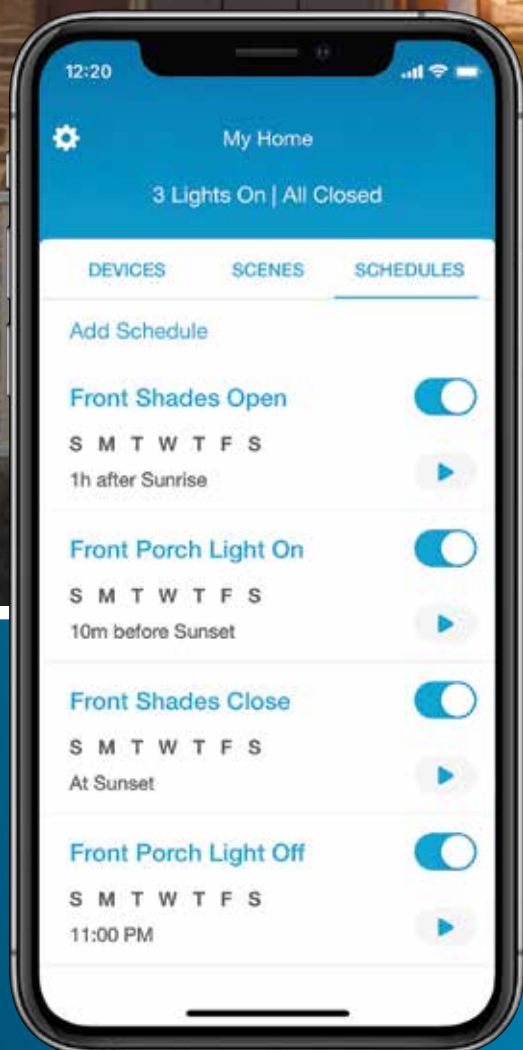 12:20
My Home
3 Lights On | All Closed
DEVICES SCENES SCHEDULES
Add Schedule
Front Shades Open
S M T W T F S
1h after Sunrise
Front Porch Light On
S M T W T F S
10m before Sunset
Front Shades Close
S M T W T F S
At Sunset
Front Porch Light Off
S M T W T F S
11:00 PM